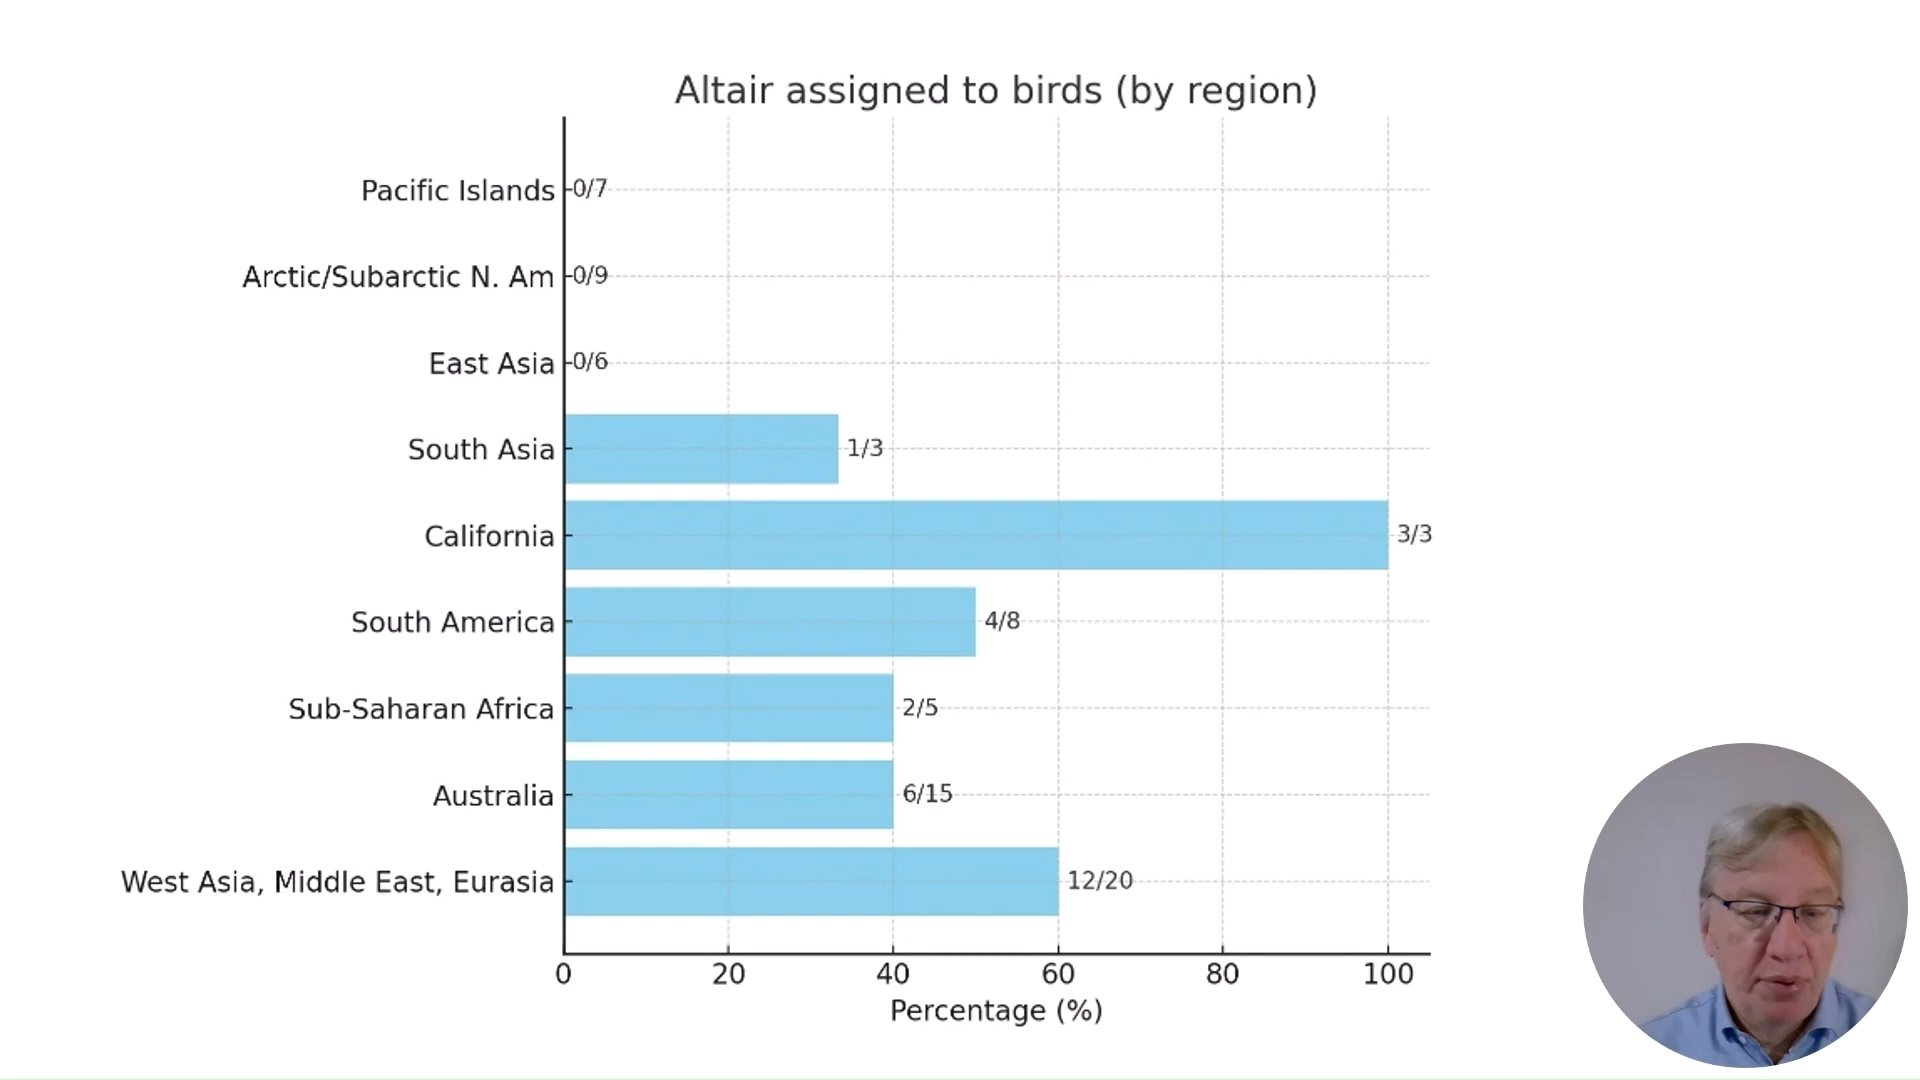 Altair assigned to birds (by region)
Pacific Islands 0/7
Arctic/Subarctic N. Am 0/9
East Asia 0/6
South Asia 1/3
California 3/3
South America 4/8
Sub-Saharan Africa 2/5
Australia 6/15
West Asia, Middle East, Eurasia 12/20
0 20 40 60 80 100
Percentage (%)